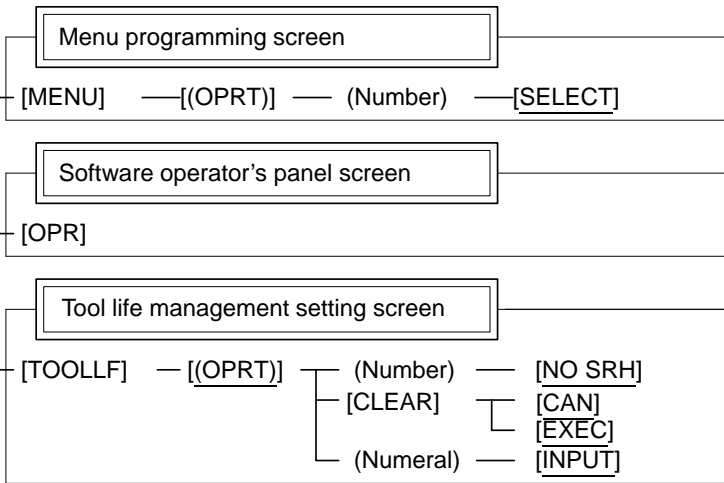 Menu programming screen
[MENU] [(OPRT)] (Number) [SELECT]
Software operator's panel screen
[OPR]
Tool life management setting screen
[TOOLLF] [(OPRT)] (Number) [NO SRH]
[CLEAR] [CAN]
[EXEC]
(Numeral) [INPUT]